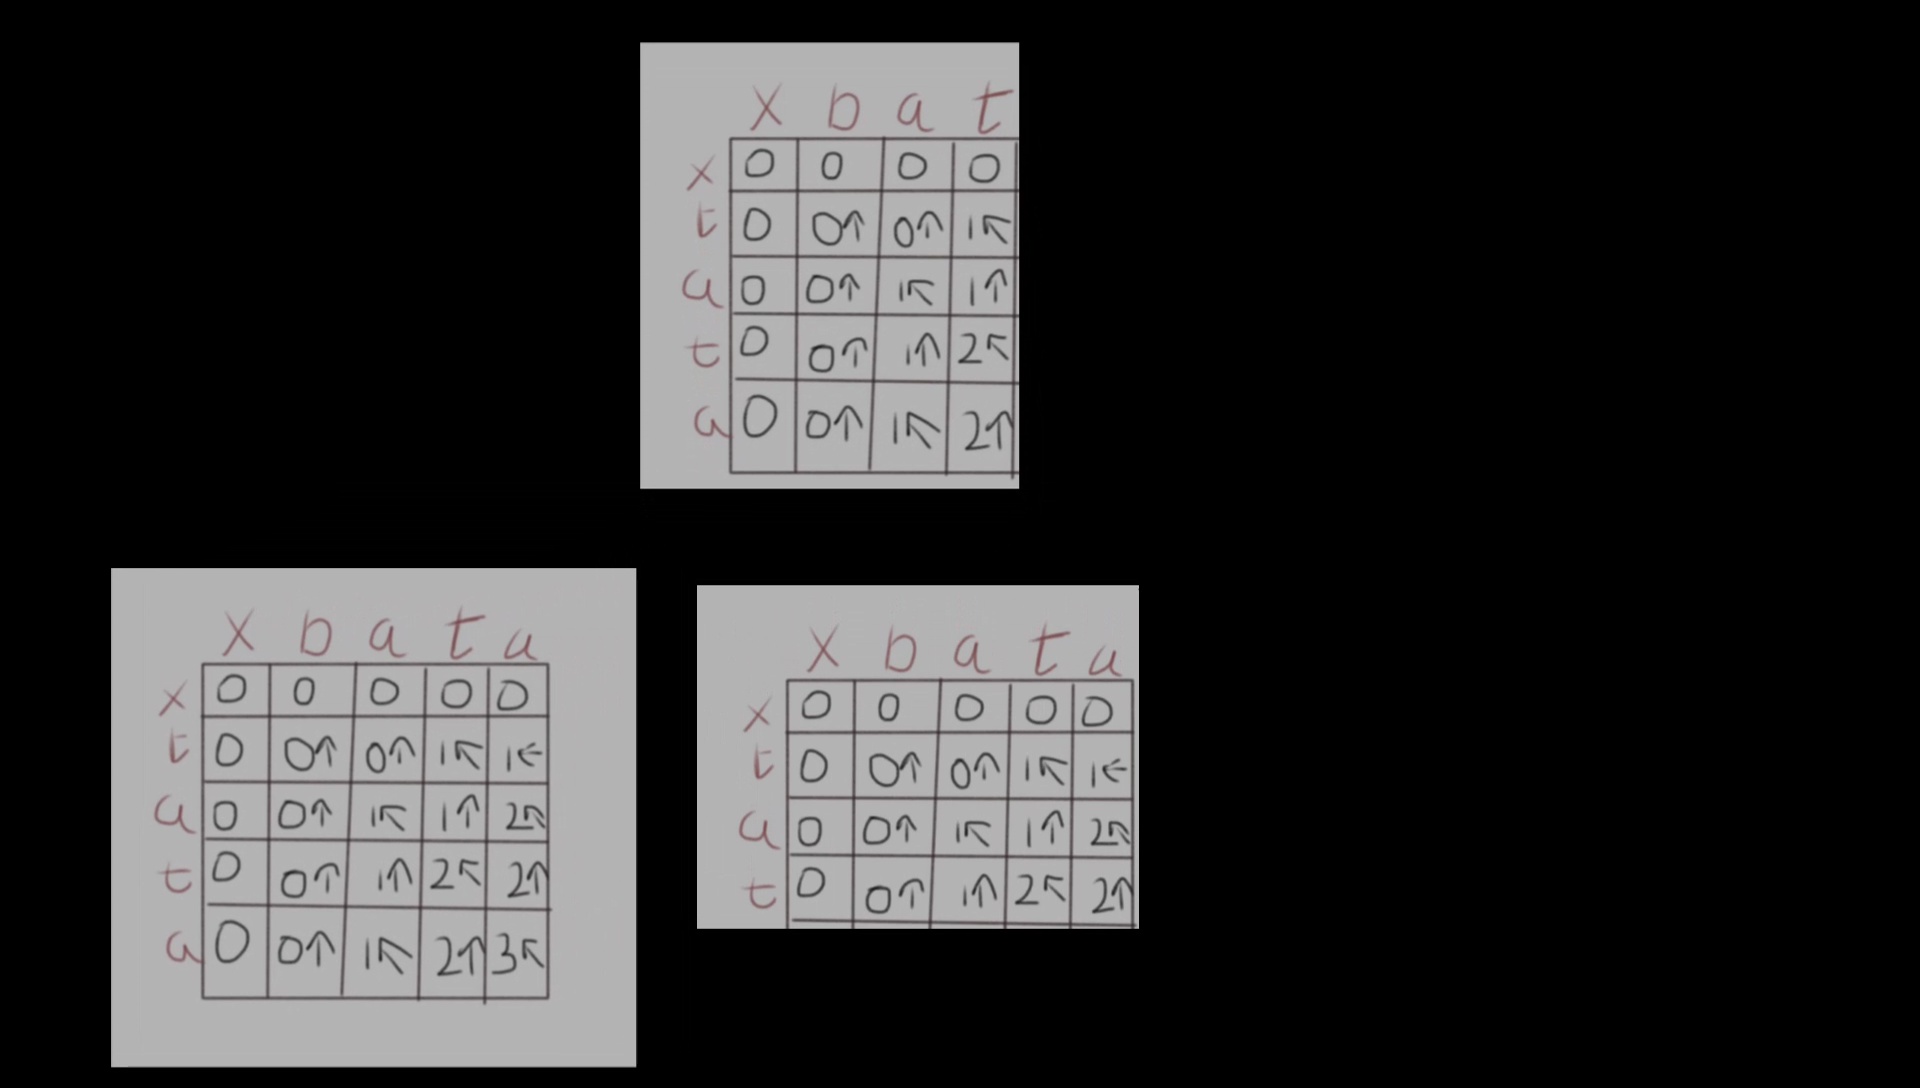 x b a t
x 0 0 0 0
t 0 0↑ 0↑ 1↖
a 0 0↑ 1↖ 1↑
t 0 0↑ 1↑ 2↖
a 0 0↑ 1↖ 2↑
x b a t a
x 0 0 0 0 0
t 0 0↑ 0↑ 1↖ 1←
a 0 0↑ 1↖ 1↑ 2↖
t 0 0↑ 1↑ 2↖ 2↑
a 0 0↑ 1↖ 2↑ 3↖
x b a t a
x 0 0 0 0 0
t 0 0↑ 0↑ 1↖ 1←
a 0 0↑ 1↖ 1↑ 2↖
t 0 0↑ 1↑ 2↖ 2↑